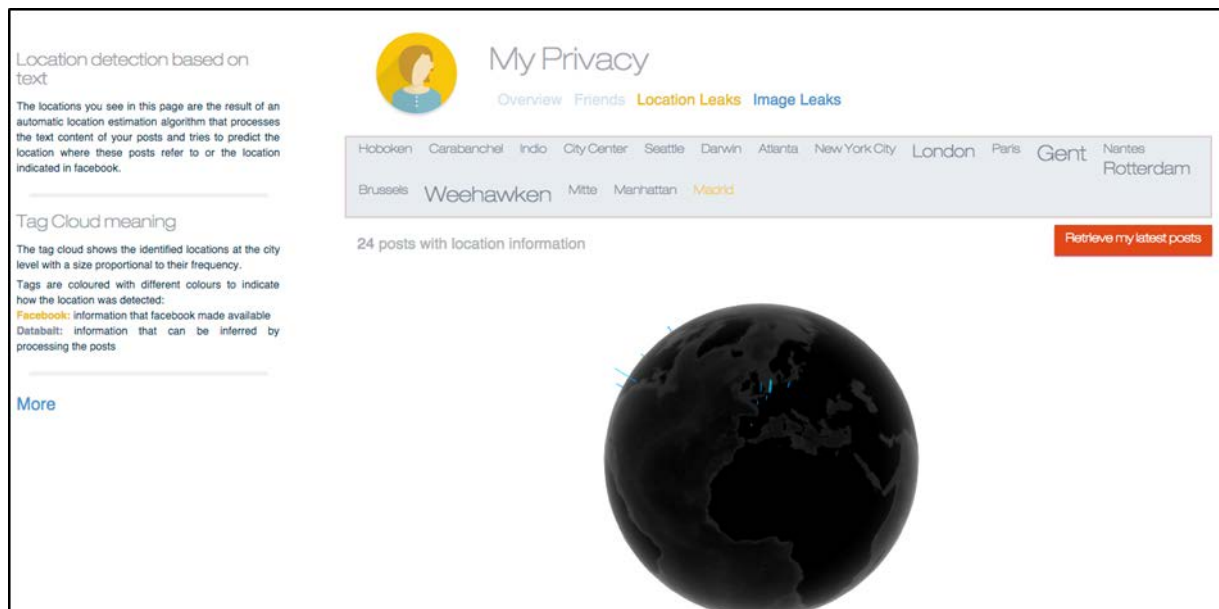 Location detection based on
text
The locations you see in this page are the result of an
automatic location estimation algorithm that processes
the text content of your posts and tries to predict the
location where these posts refer to or the location
indicated in facebook.
Tag Cloud meaning
The tag cloud shows the identified locations at the city
level with a size proportional to their frequency.
Tags are coloured with different colours to indicate
how the location was detected:
Facebook: information that facebook made available
Databait: information that can be inferred by
processing the posts
More
My Privacy
Overview Friends Location Leaks Image Leaks
Hoboken Carabanchel Indio City Center Seattle Darwin Atlanta New York City London Paris Gent Nantes
Rotterdam
Brussels Weehawken Mitte Manhattan Madrid
24 posts with location information
Retrieve my latest posts